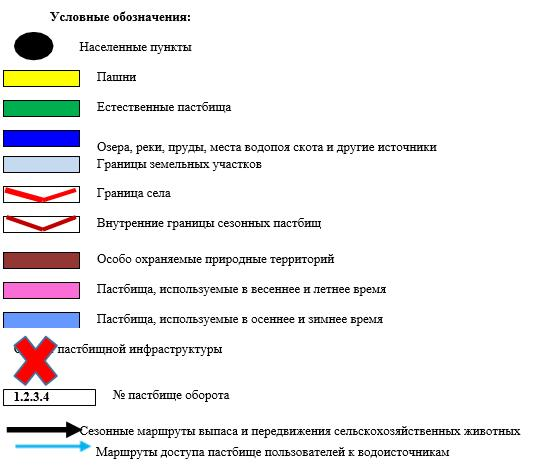 Условные обозначения:
Населенные пункты
Пашни
Естественные пастбища
Озера, реки, пруды, места водопоя скота и другие источники
Границы земельных участков
Граница села
Внутренние границы сезонных пастбищ
Особо охраняемые природные территорий
Пастбища, используемые в весеннее и летнее время
Пастбища, используемые в осеннее и зимнее время
пастбищной инфраструктуры
1.2.3.4 № пастбище оборота
Сезонные маршруты выпаса и передвижения сельскохозяйственных животных
Маршруты доступа пастбище пользователей к водоисточникам